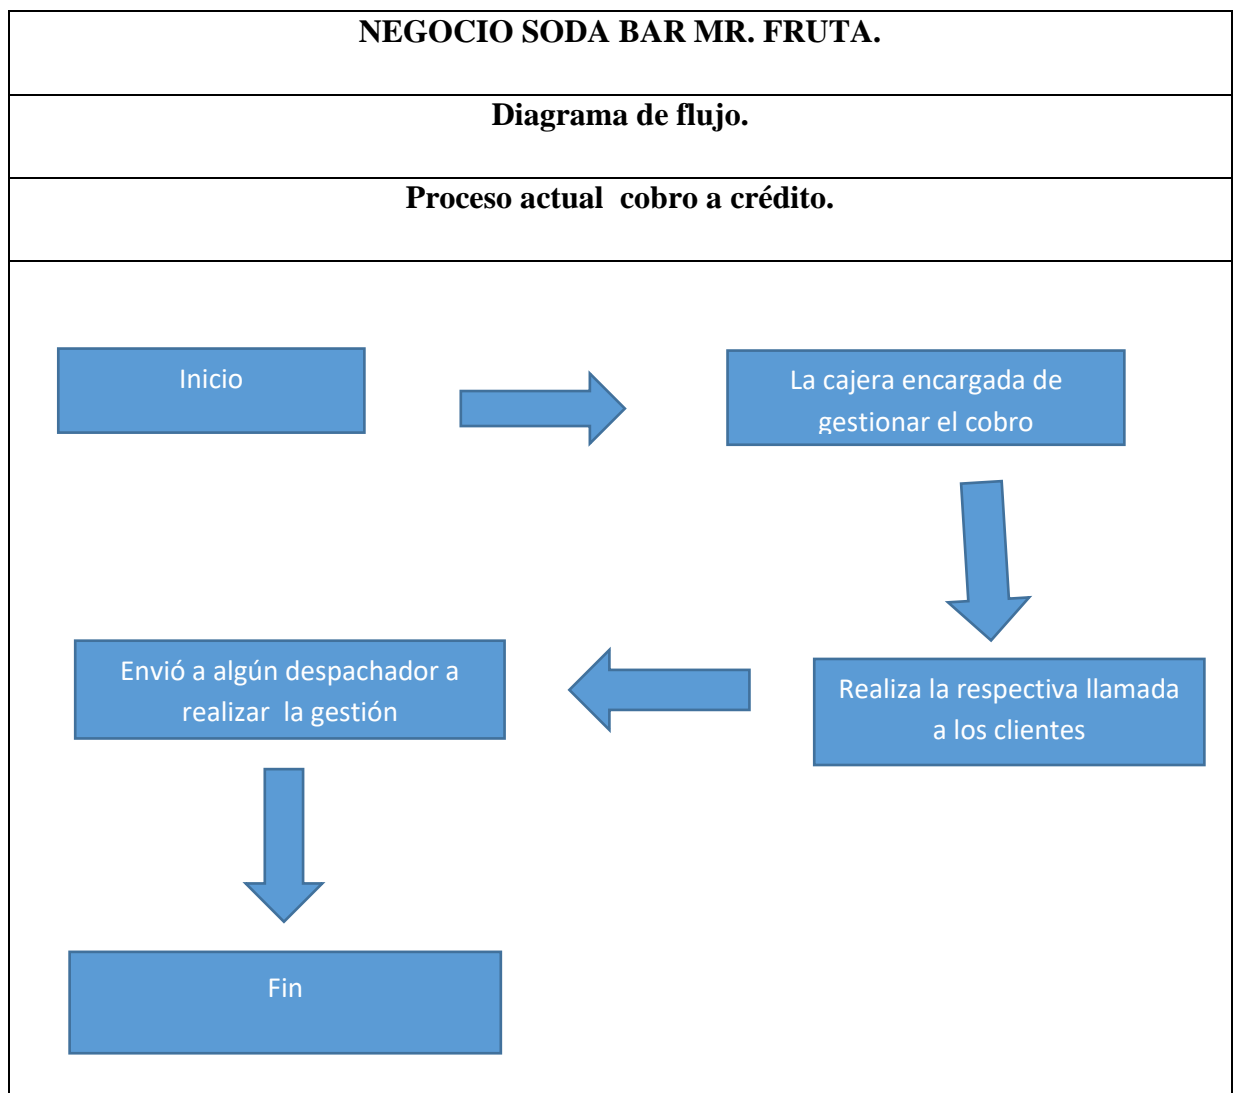 NEGOCIO SODA BAR MR. FRUTA.
Diagrama de flujo.
Proceso actual  cobro a crédito.
Inicio
La cajera encargada de
gestionar el cobro
Realiza la respectiva llamada
a los clientes
Envió a algún despachador a
realizar  la gestión
Fin